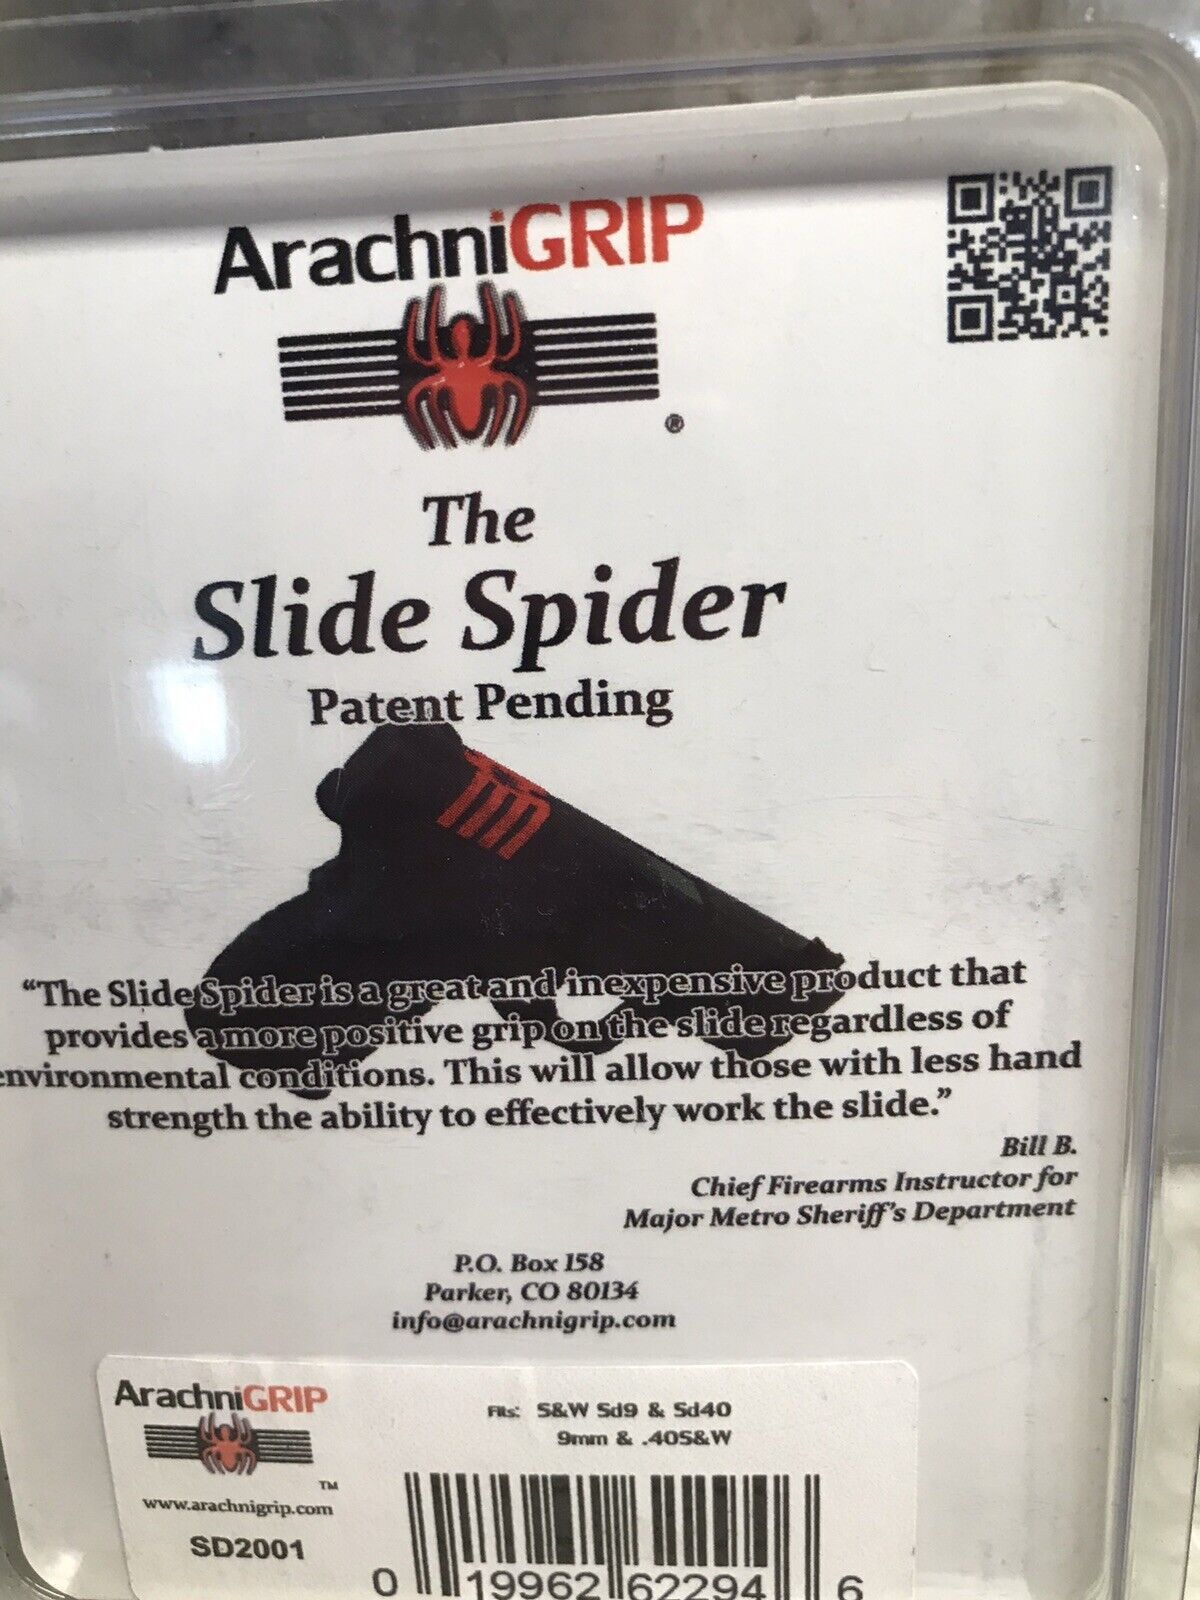 ArachniGRIP
®
The
Slide Spider
Patent Pending
“The Slide Spider is a great and inexpensive product that
provides a more positive grip on the slide regardless of
environmental conditions. This will allow those with less hand
strength the ability to effectively work the slide.”
Bill B.
Chief Firearms Instructor for
Major Metro Sheriff’s Department
P.O. Box 158
Parker, CO 80134
info@arachnigrip.com
ArachniGRIP
TM
www.arachnigrip.com
SD2001
Fits: S&W Sd9 & Sd40
9mm & .40S&W
0 19962 62294 6